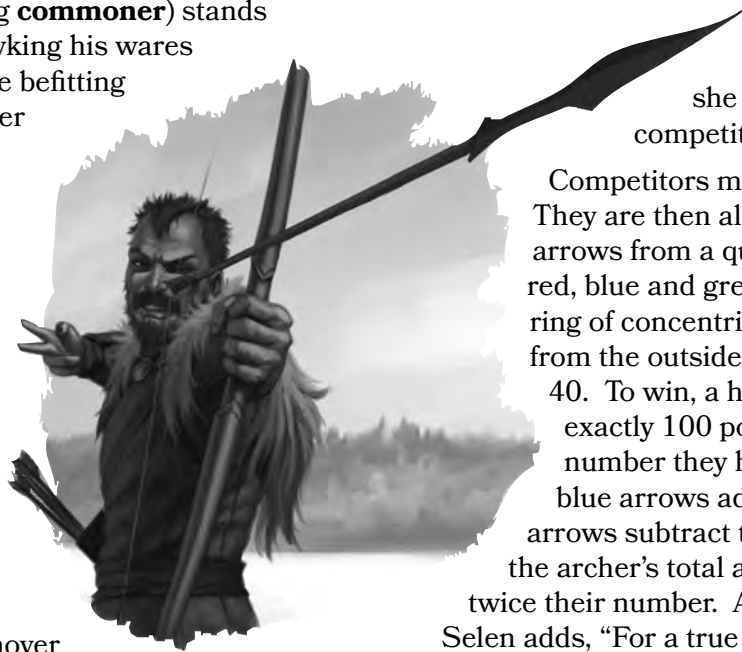 commoner) stands
his wares
befitting
er
she
competit
Competitors m
They are then al
arrows from a qu
red, blue and gre
ring of concentri
from the outside
40. To win, a h
exactly 100 po
number they h
blue arrows ad
arrows subtract t
the archer's total a
twice their number. A
Selen adds, “For a true